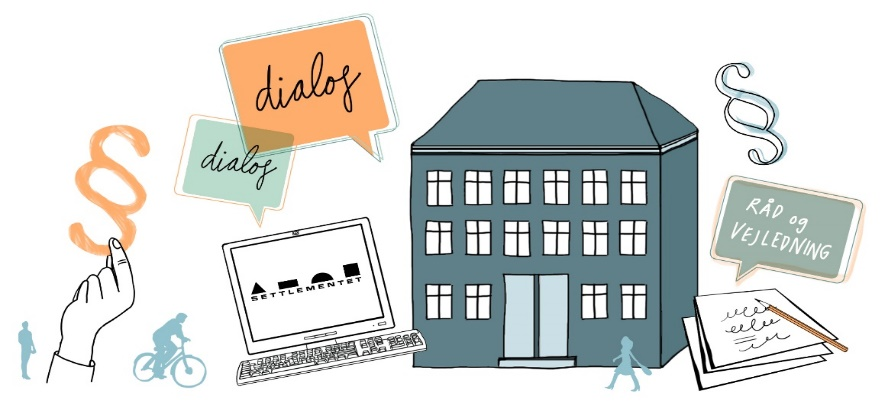 dialog
dialog
§
§
SETTLEMENTET
RÅD og
VEJLEDNING